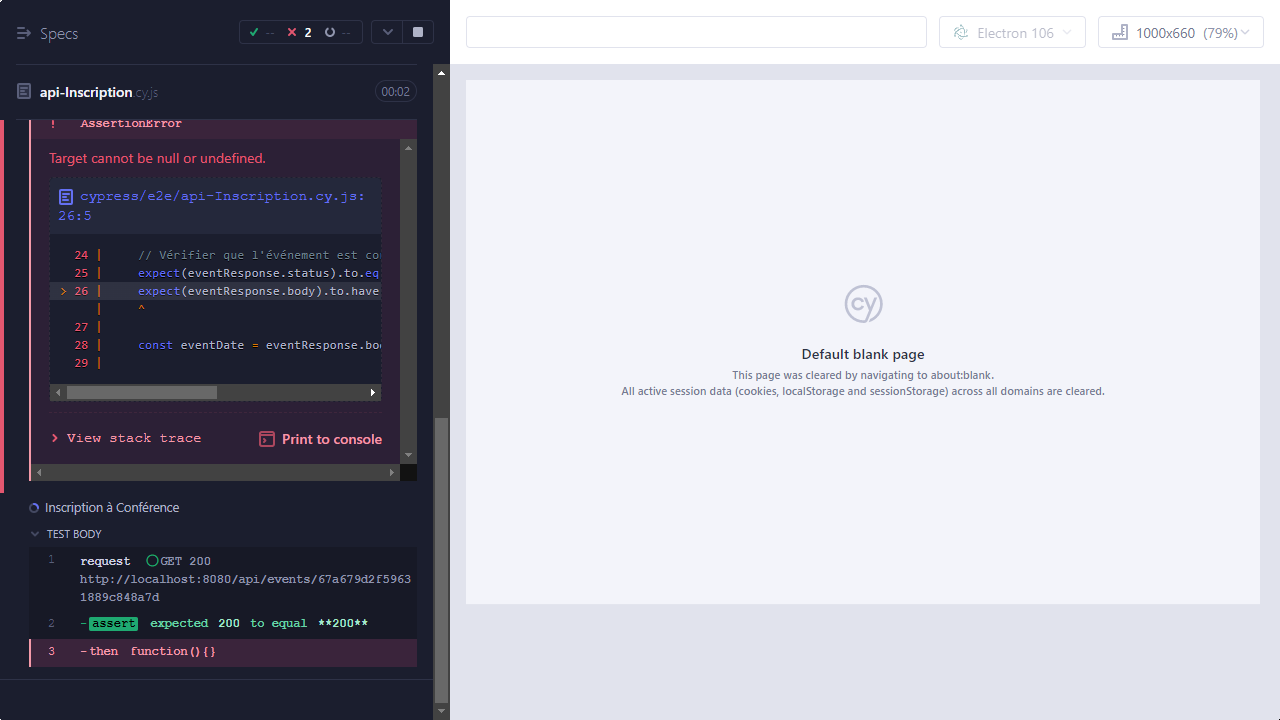 Specs
-- 2 --
Electron 106
1000x660 (79%)
api-Inscription.cy.js
00:02
! AssertionError
Target cannot be null or undefined.
cypress/e2e/api-Inscription.cy.js:
26:5
24 | // Vérifier que l'événement est co
25 | expect(eventResponse.status).to.eq
> 26 | expect(eventResponse.body).to.have
| ^
27 |
28 | const eventDate = eventResponse.bo
29 |
> View stack trace
Print to console
Inscription à Conférence
TEST BODY
1 request GET 200
http://localhost:8080/api/events/67a679d2f5963
1889c848a7d
2 -assert expected 200 to equal **200**
3 -then function(){}
cy
Default blank page
This page was cleared by navigating to about:blank.
All active session data (cookies, localStorage and sessionStorage) across all domains are cleared.